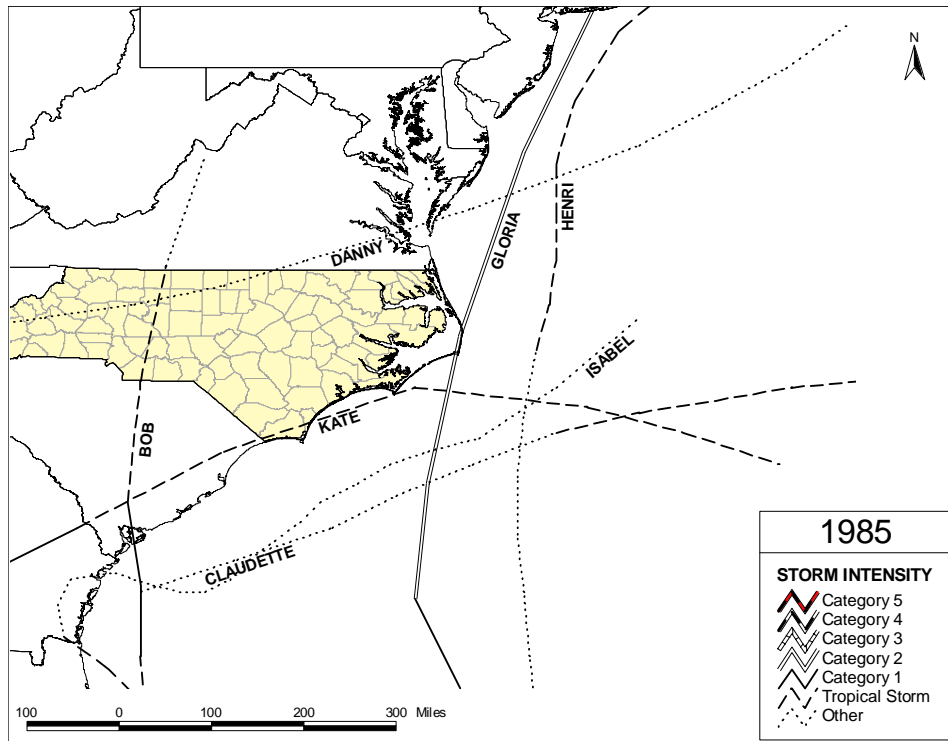 N
HENRI
GLORIA
DANNY
ISABEL
KATE
BOB
CLAUDETTE
1985
STORM INTENSITY
Category 5
Category 4
Category 3
Category 2
Category 1
Tropical Storm
Other
100 0 100 200 300 Miles